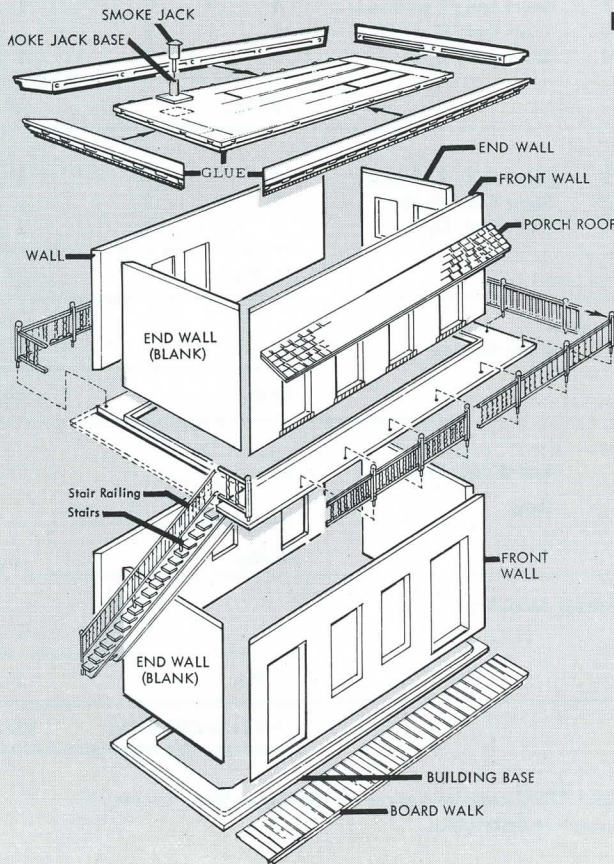 SMOKE JACK
MOKE JACK BASE
GLUE
END WALL
FRONT WALL
PORCH ROOF
WALL
END WALL
(BLANK)
Stair Railing
Stairs
FRONT
WALL
END WALL
(BLANK)
BUILDING BASE
BOARD WALK